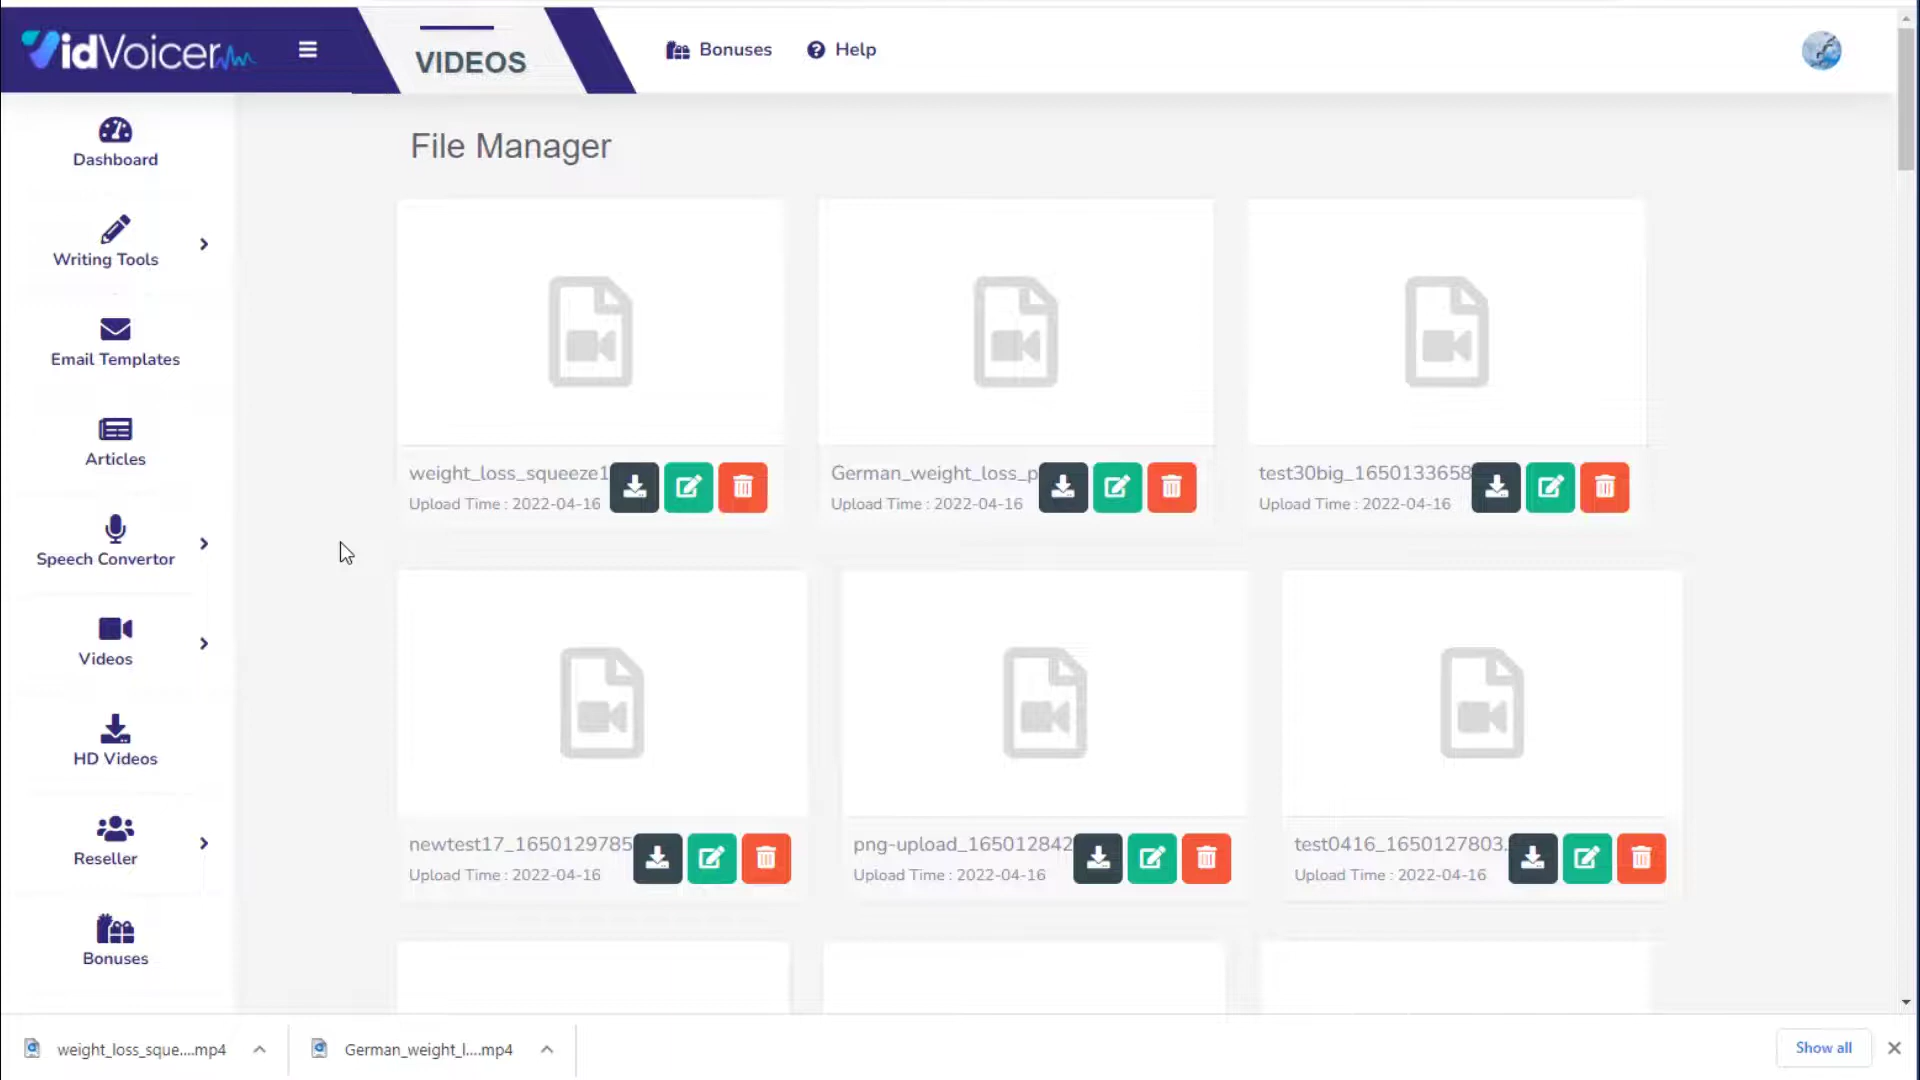 VidVoicer
VIDEOS
Bonuses
Help
Dashboard
Writing Tools
Email Templates
Articles
Speech Convertor
Videos
HD Videos
Reseller
Bonuses
File Manager
weight_loss_squeeze1
Upload Time : 2022-04-16
German_weight_loss_p
Upload Time : 2022-04-16
test30big_1650133658
Upload Time : 2022-04-16
newtest17_1650129785
Upload Time : 2022-04-16
png-upload_165012842
Upload Time : 2022-04-16
test0416_1650127803.
Upload Time : 2022-04-16
weight_loss_sque....mp4
German_weight_l....mp4
Show all